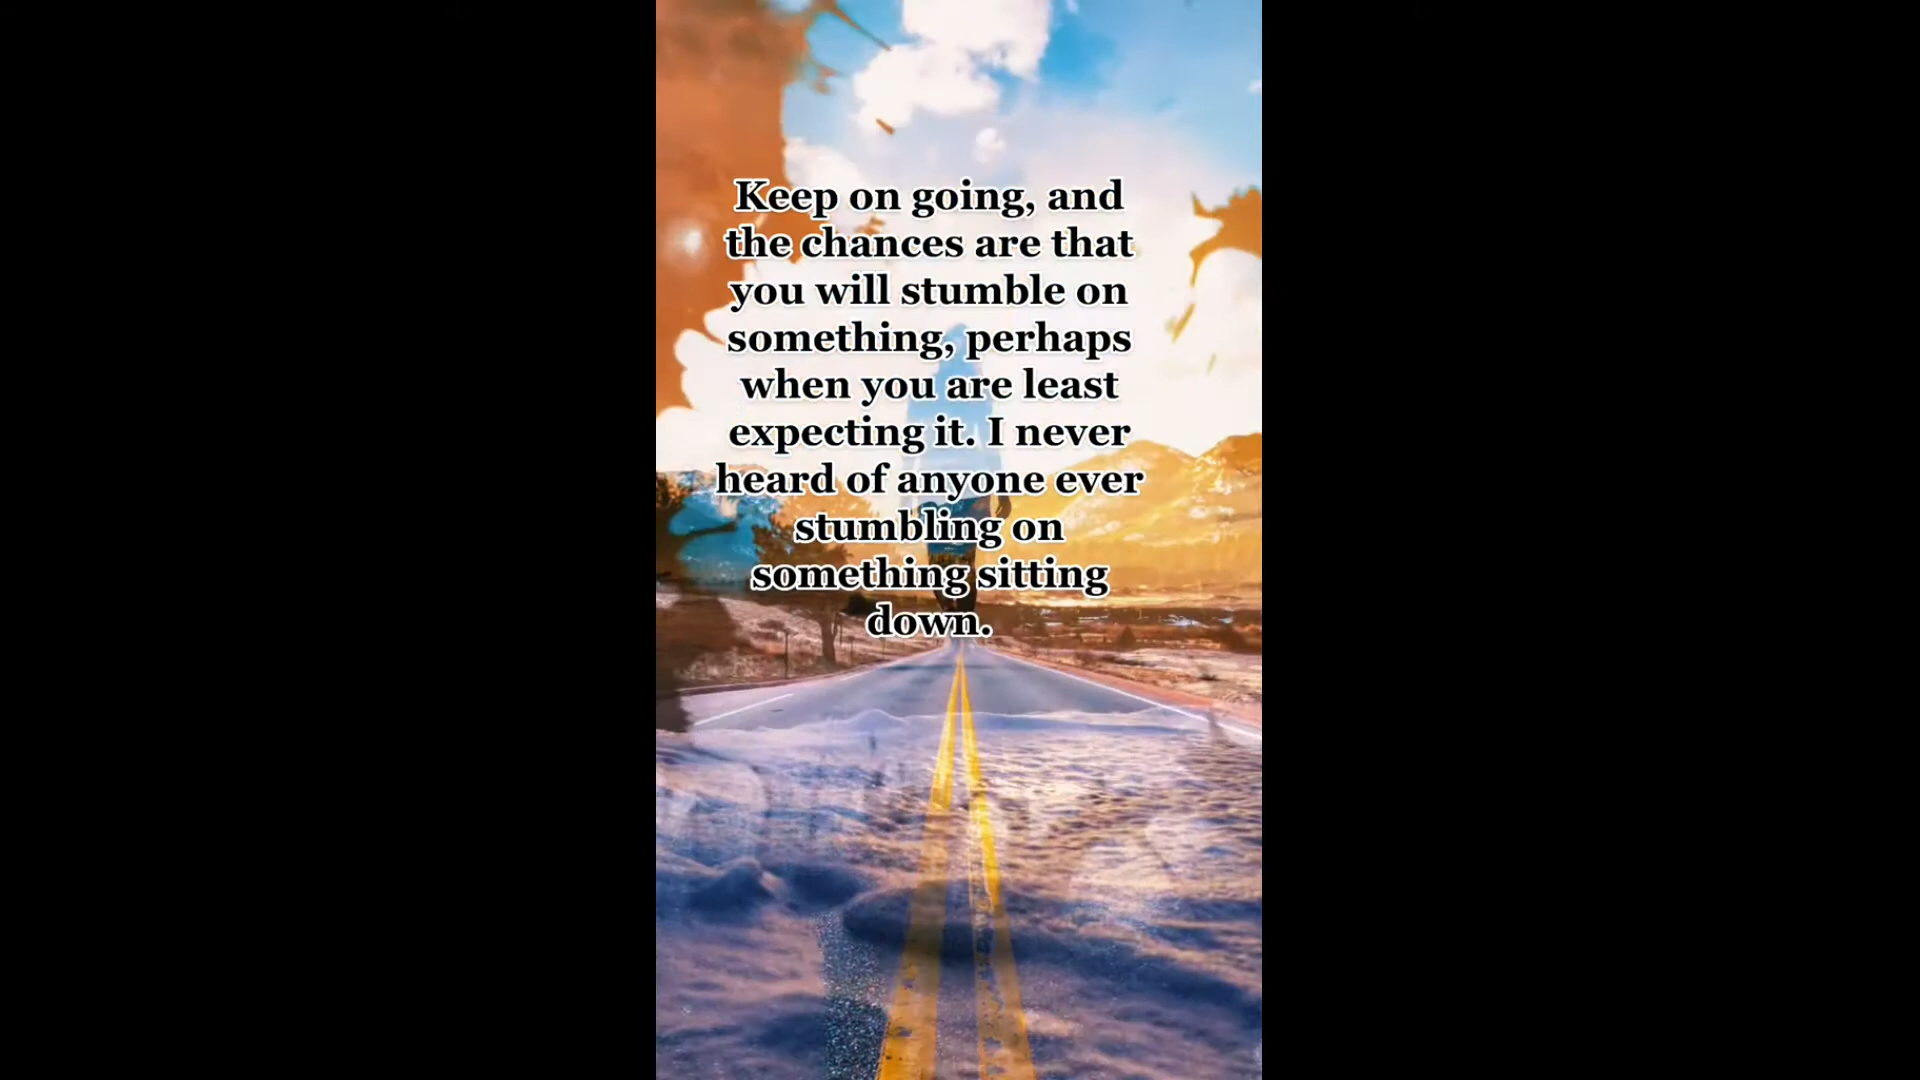 Keep on going, and
the chances are that
you will stumble on
something, perhaps
when you are least
expecting it. I never
heard of anyone ever
stumbling on
something sitting
down.